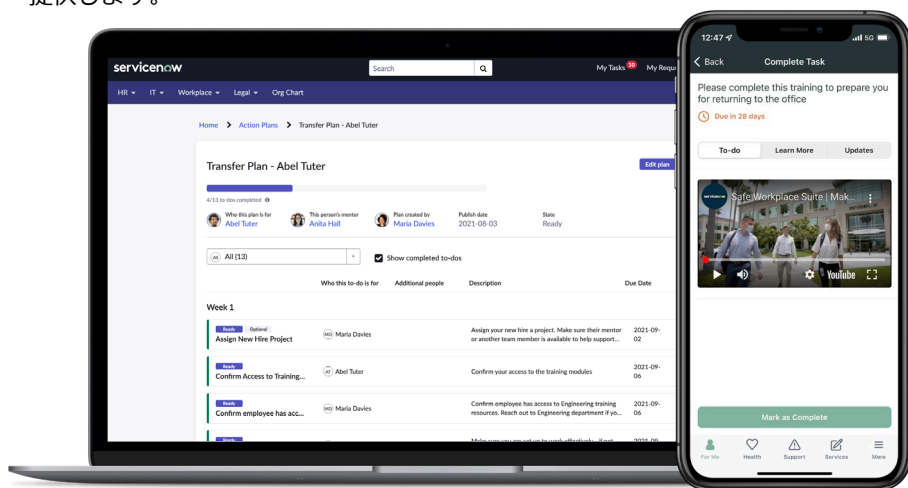 提供します。
servicenow
Search
My Tasks 10 My Requ
HR IT Workplace Legal Org Chart
Home > Action Plans > Transfer Plan - Abel Tuter
Transfer Plan - Abel Tuter
Edit plan
4/13 to-dos completed
Who this plan is for
Abel Tuter
This person's mentor
Anita Hall
Plan created by
Maria Davies
Publish date
2021-08-03
State
Ready
All All (13)
Show completed to-dos
Who this to-do is for Additional people Description Due Date
Week 1
Ready Optional
Assign New Hire Project
MD Maria Davies
Assign your new hire a project. Make sure their mentor
or another team member is available to help support...
2021-09-
02
Ready
Confirm Access to Training...
AT Abel Tuter
Confirm your access to the training modules
2021-09-
06
Ready
Confirm employee has acc...
MD Maria Davies
Confirm employee has access to Engineering training
resources. Reach out to Engineering department if yo...
2021-09-
06
Ready
12:47
5G
Back
Complete Task
Please complete this training to prepare you
for returning to the office
Due in 28 days
To-do Learn More Updates
servicenow
Safe Workplace Suite | Mak...
YouTube
Mark as Complete
For Me Health Support Services More